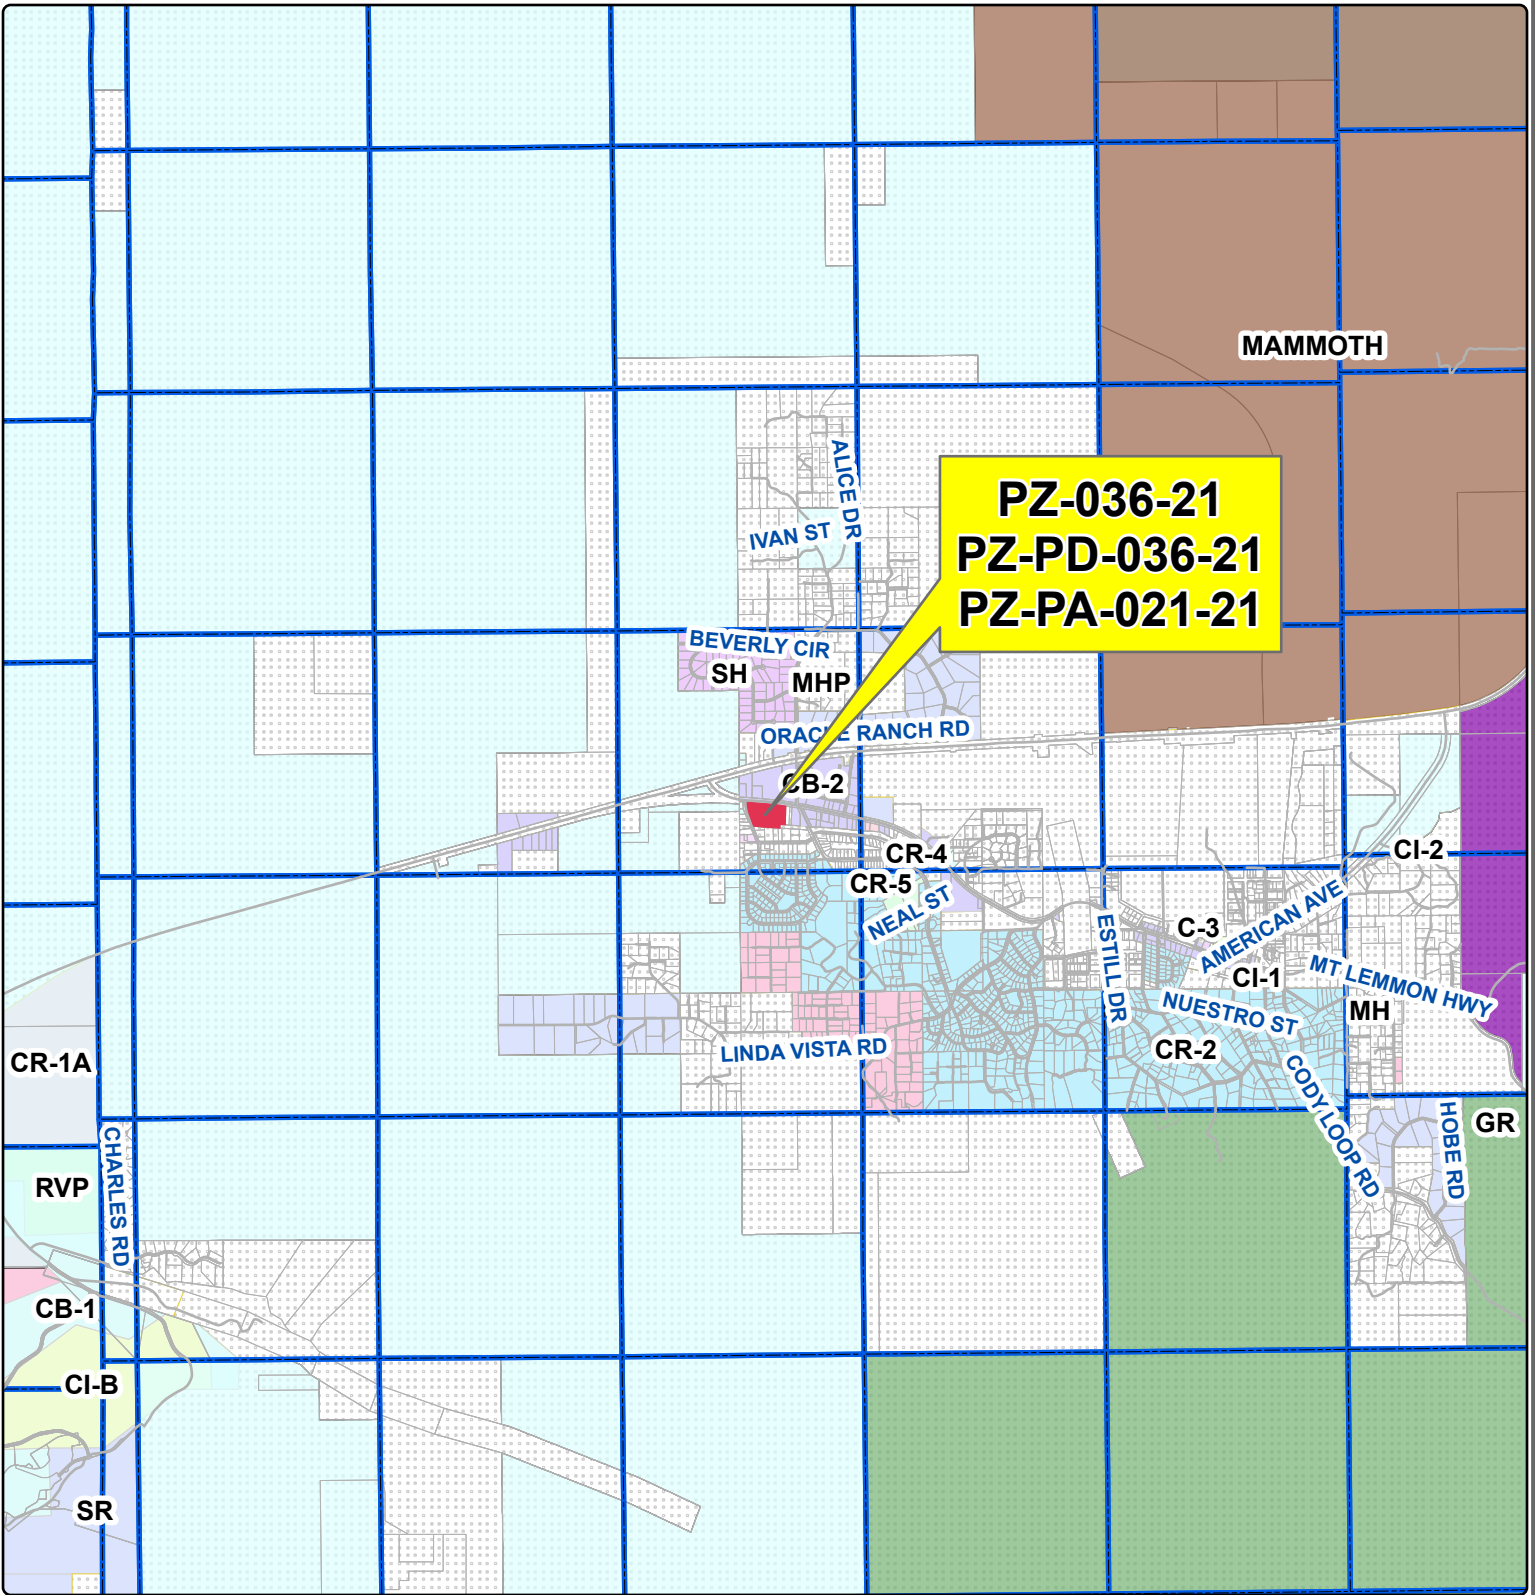 MAMMOTH
ALICE DR
IVAN ST
PZ-036-21
PZ-PD-036-21
PZ-PA-021-21
BEVERLY CIR
SH
MHP
ORACLE RANCH RD
CB-2
CR-4
CI-2
CR-5
NEAL ST
C-3
AMERICAN AVE
ESTILL DR
CI-1
MT LEMMON HWY
NUESTRO ST
MH
LINDA VISTA RD
CR-2
CR-1A
CODY LOOP RD
HOBE RD
GR
CHARLES RD
RVP
CB-1
CI-B
SR